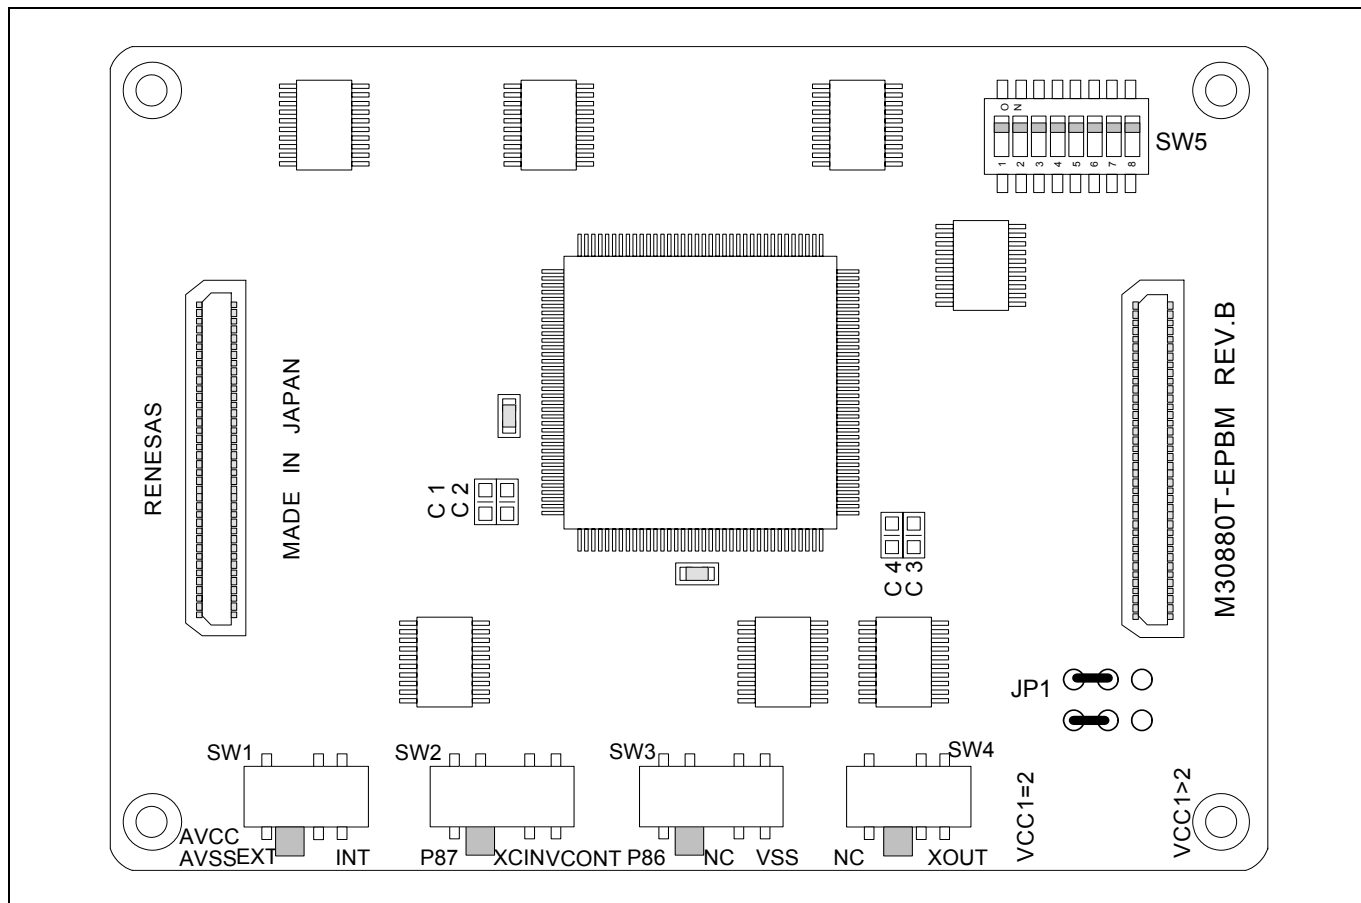 O N
1 2 3 4 5 6 7 8
SW5
RENESAS
MADE IN JAPAN
C 1
C 2
C 4
C 3
M30880T-EPBM REV.B
JP1
SW1
SW2
SW3
SW4
VCC1=2
VCC1>2
AVCC
AVSS
EXT
INT
P87
XCIN
VCONT
P86
NC
VSS
NC
XOUT